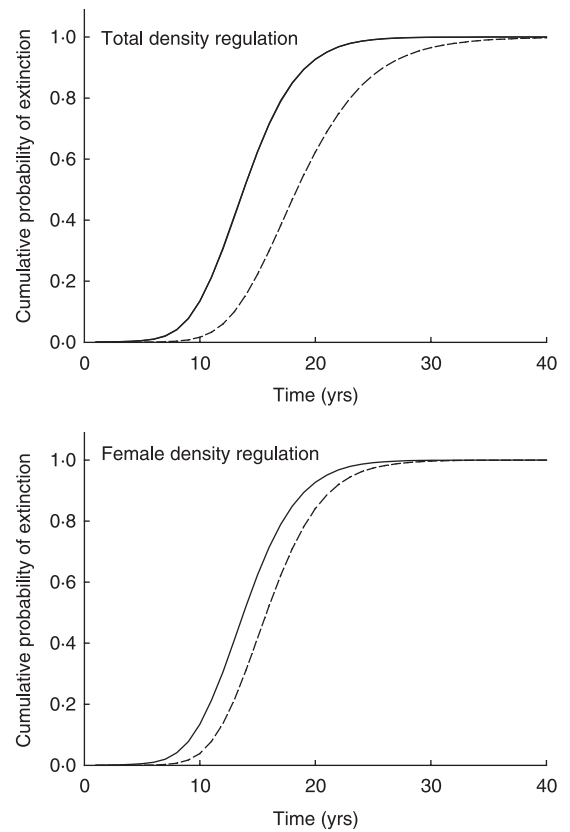 Total density regulation
Cumulative probability of extinction
1·0
0·8
0·6
0·4
0·2
0·0
0 10 20 30 40
Time (yrs)
Female density regulation
Cumulative probability of extinction
1·0
0·8
0·6
0·4
0·2
0·0
0 10 20 30 40
Time (yrs)